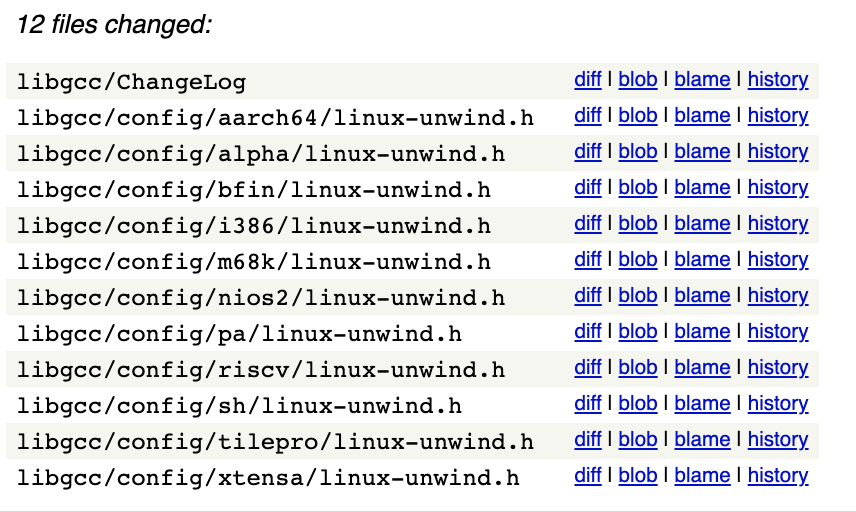 12 files changed:
libgcc/ChangeLog diff | blob | blame | history
libgcc/config/aarch64/linux-unwind.h diff | blob | blame | history
libgcc/config/alpha/linux-unwind.h diff | blob | blame | history
libgcc/config/bfin/linux-unwind.h diff | blob | blame | history
libgcc/config/i386/linux-unwind.h diff | blob | blame | history
libgcc/config/m68k/linux-unwind.h diff | blob | blame | history
libgcc/config/nios2/linux-unwind.h diff | blob | blame | history
libgcc/config/pa/linux-unwind.h diff | blob | blame | history
libgcc/config/riscv/linux-unwind.h diff | blob | blame | history
libgcc/config/sh/linux-unwind.h diff | blob | blame | history
libgcc/config/tilepro/linux-unwind.h diff | blob | blame | history
libgcc/config/xtensa/linux-unwind.h diff | blob | blame | history